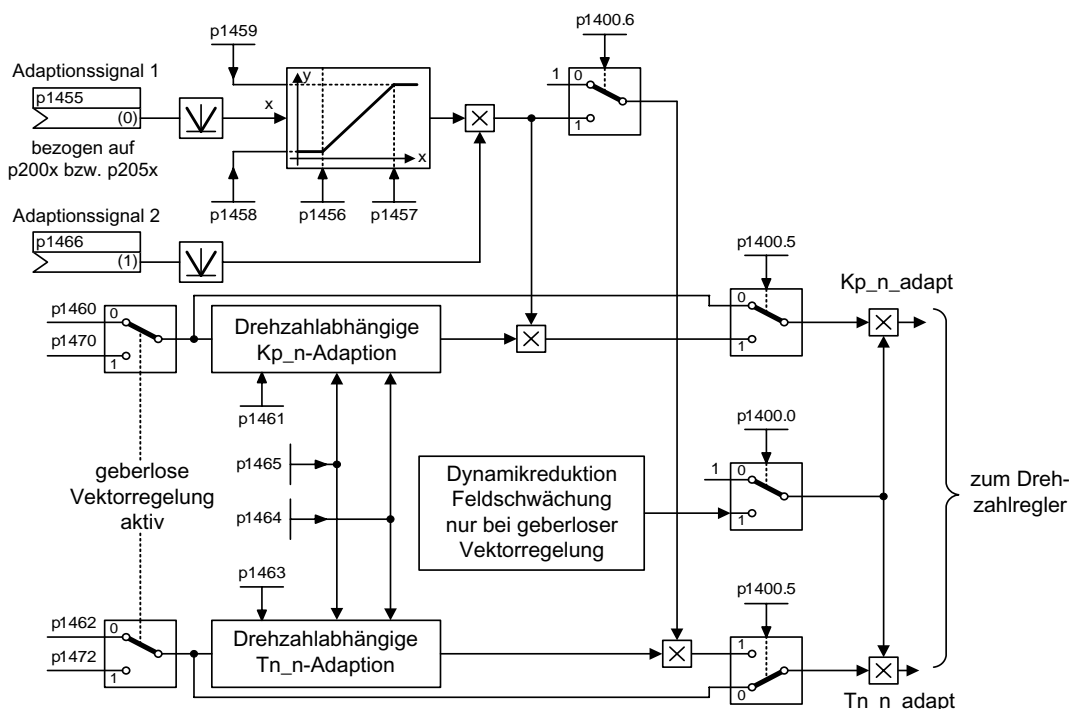 p1400.6
p1459
Adaptionssignal 1
p1455
(0)
bezogen auf
p200x bzw. p205x
y
x
x
1
0
1
p1458
p1456
p1457
Adaptionssignal 2
p1466
(1)
p1400.5
p1460
0
p1470
1
Drehzahlabhängige
Kp_n-Adaption
0
1
Kp_n_adapt
p1461
p1465
p1464
geberlose
Vektorregelung
aktiv
Dynamikreduktion
Feldschwächung
nur bei geberloser
Vektorregelung
p1400.0
1
0
1
zum Dreh-
zahlregler
p1463
p1400.5
p1462
0
p1472
1
Drehzahlabhängige
Tn_n-Adaption
1
0
Tn_n_adapt